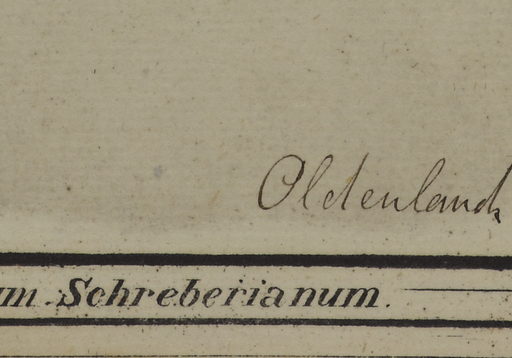 Oldenland
um Schreberianum.